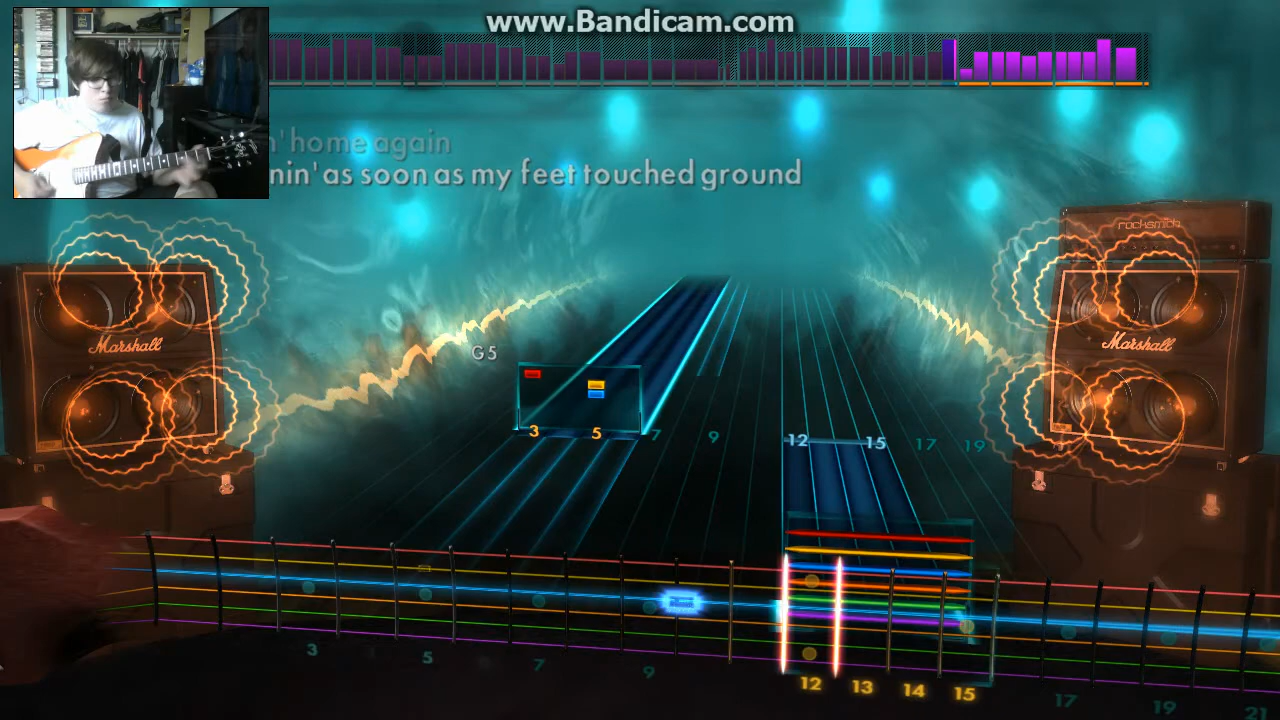 www.Bandicam.com
n' home again
nin' as soon as my feet touched ground
rocksmith
Marshall
Marshall
G5
3 5 7 9 12 15 17 19
3 5 7 9 12 13 14 15 17 19 21